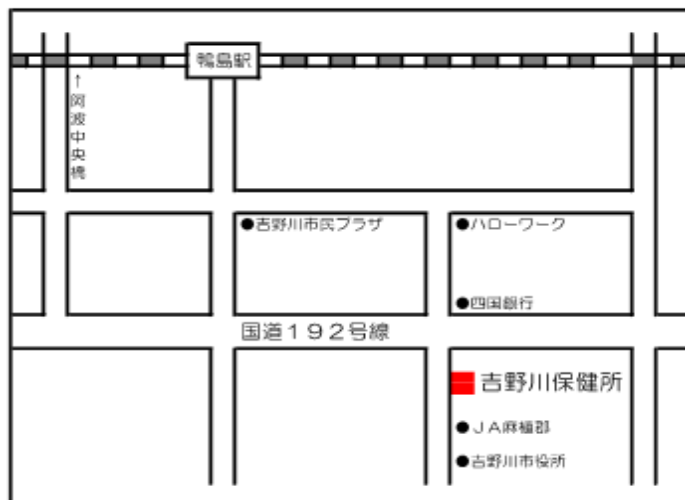 鴨島駅
↑阿波中央橋
●吉野川市民プラザ
●ハローワーク
●四国銀行
国道192号線
吉野川保健所
●JA麻植郡
●吉野川市役所